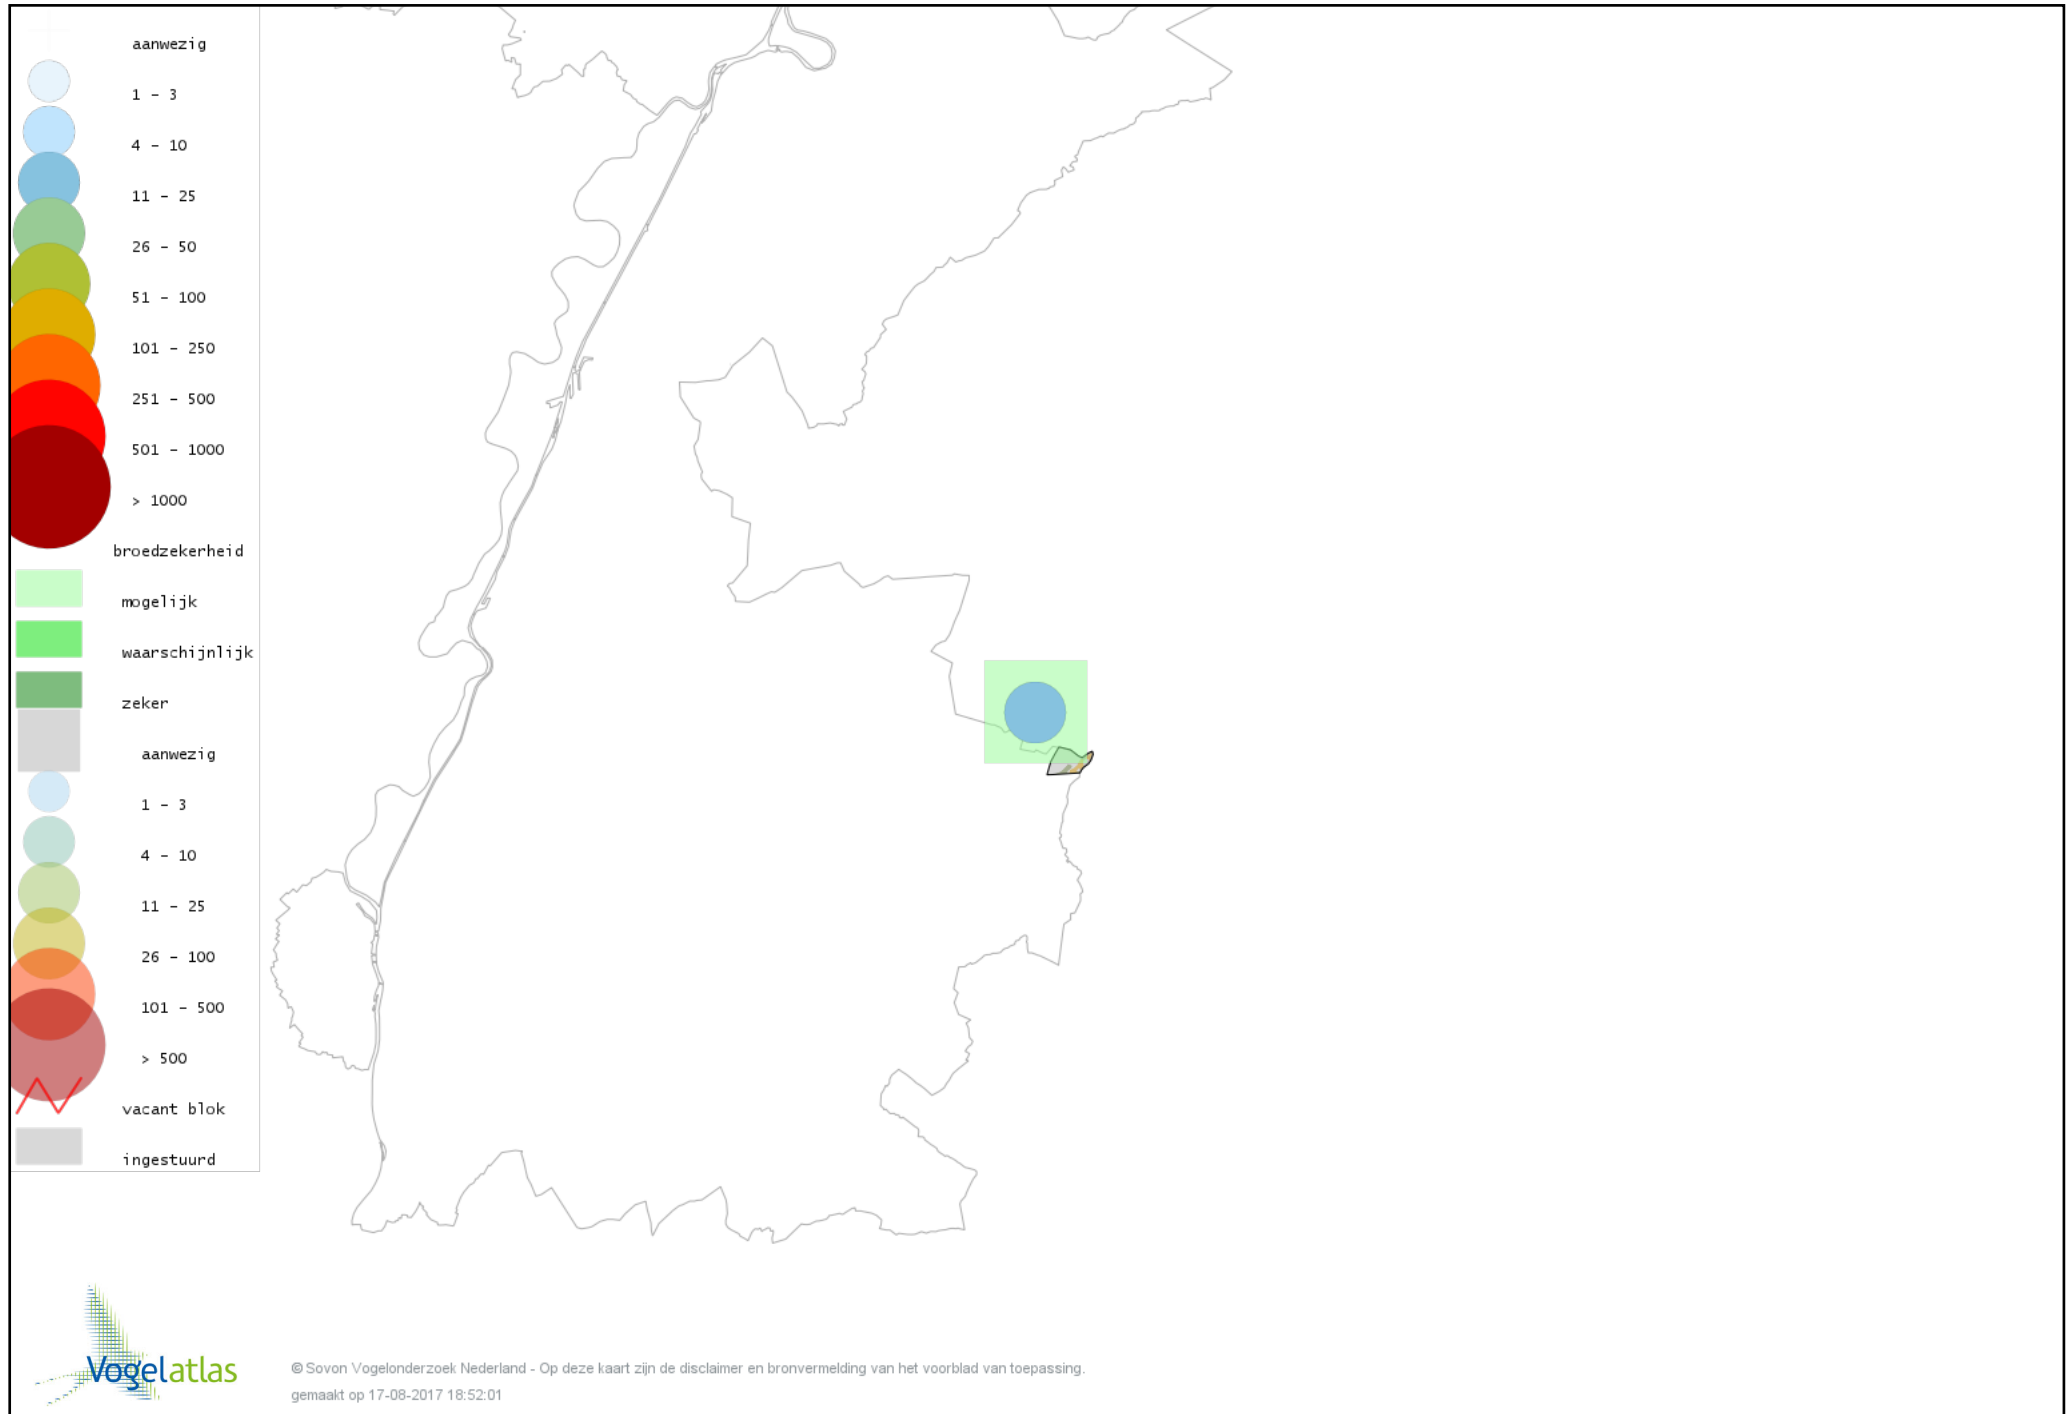 aanwezig
1 - 3
4 - 10
11 - 25
26 - 50
51 - 100
101 - 250
251 - 500
501 - 1000
> 1000
broedzekerheid
mogelijk
waarschijnlijk
zeker
aanwezig
1 - 3
4 - 10
11 - 25
26 - 100
101 - 500
> 500
vacant blok
ingestuurd
Vogelatlas
© Sovon Vogelonderzoek Nederland - Op deze kaart zijn de disclaimer en bronvermelding van het voorblad van toepassing.
gemaakt op 17-08-2017 18:52:01